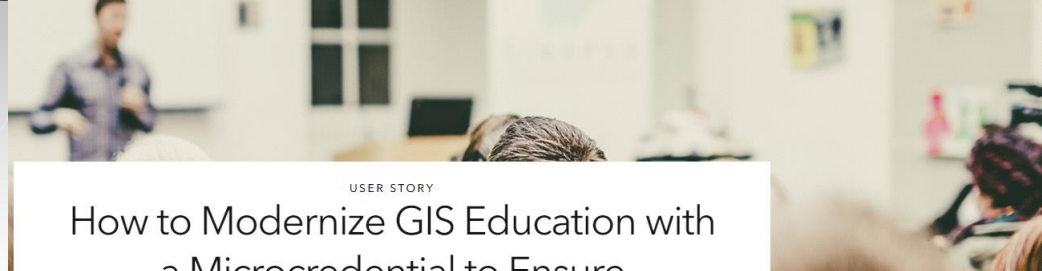 USER STORY
How to Modernize GIS Education with
a Microcredential to Ensure